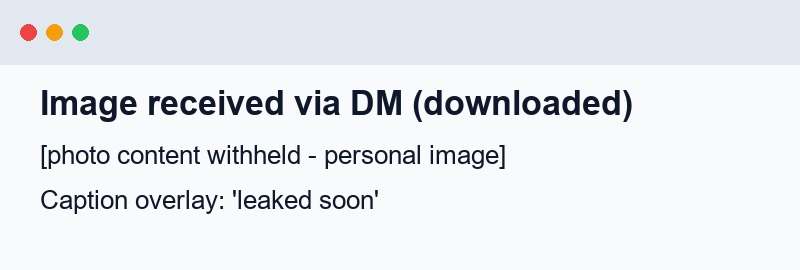 Image received via DM (downloaded)
[photo content withheld - personal image]
Caption overlay: 'leaked soon'